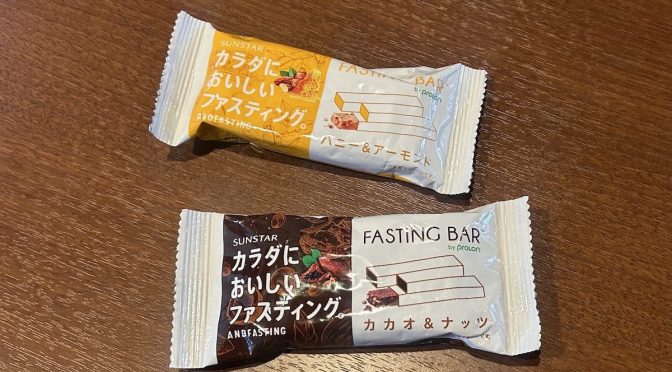 SUNSTAR
カラダに
おいしい
ファスティング。
ANDFASTING
FASTING BAR
by proLon
ハニー&アーモンド
SUNSTAR
カラダに
おいしい
ファスティング。
ANDFASTING
FASTiNG BAR
by proLon
カカオ&ナッツ